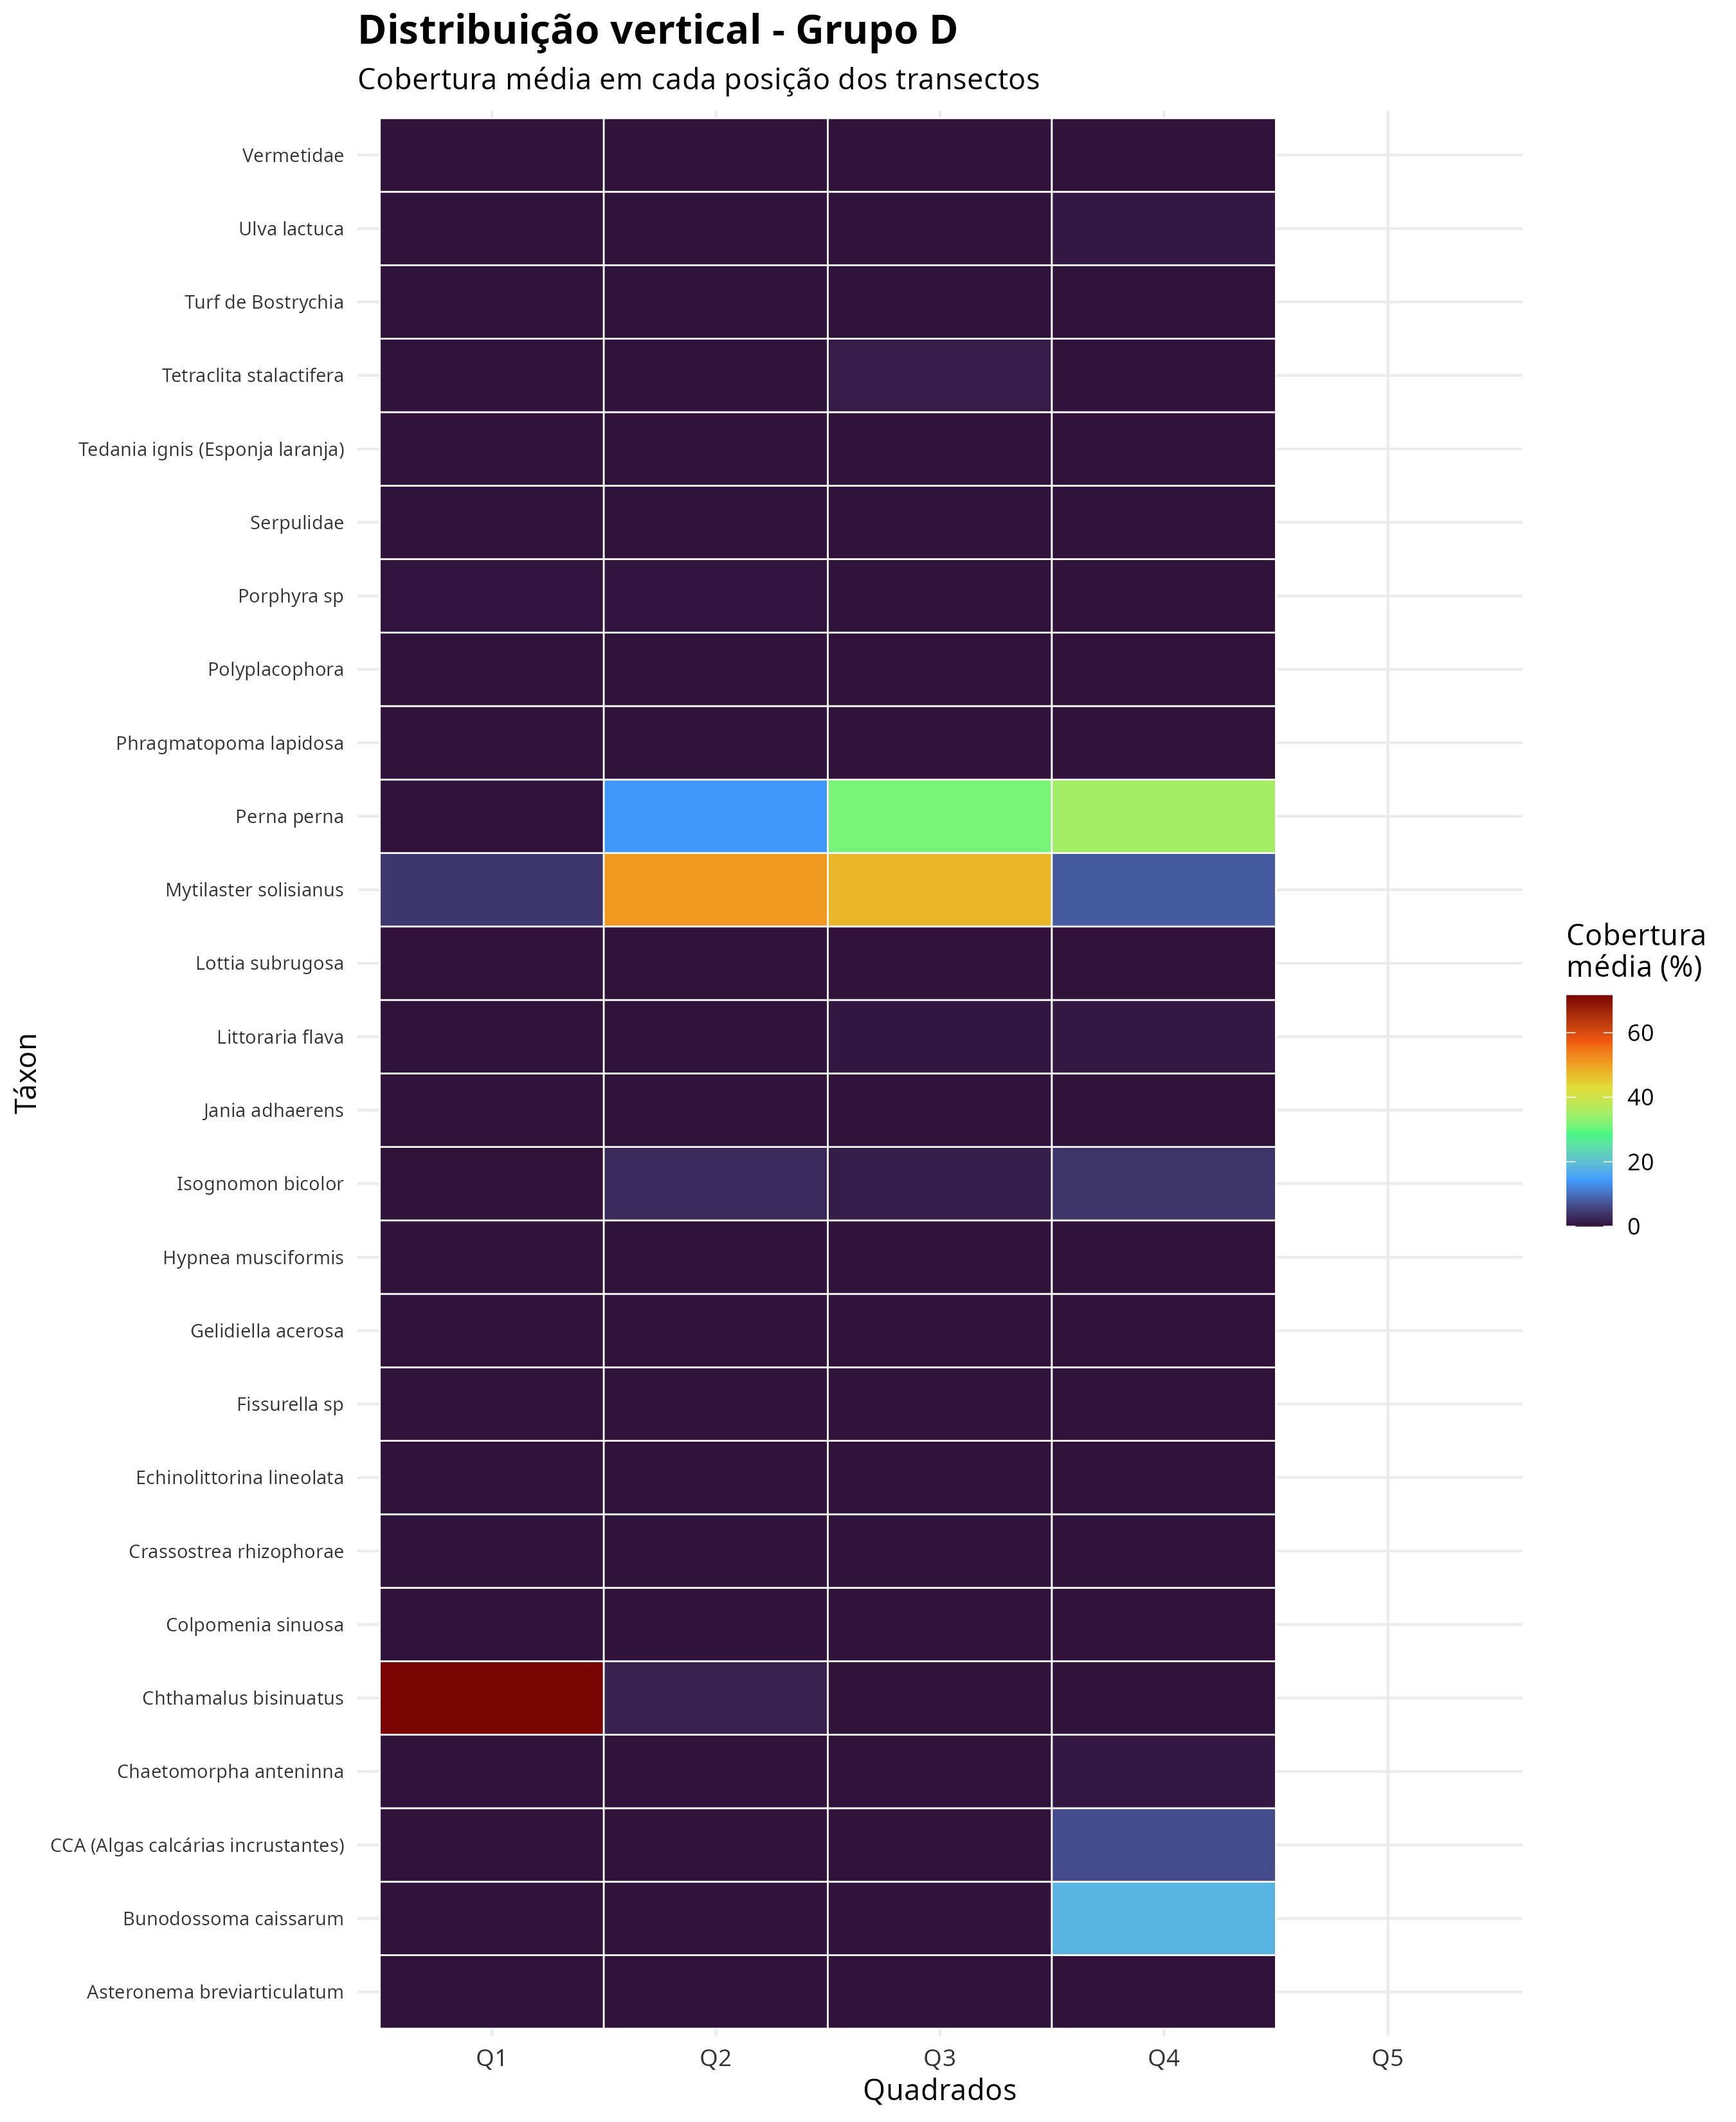 Distribuição vertical - Grupo D
Cobertura média em cada posição dos transectos
Táxon
Vermetidae
Ulva lactuca
Turf de Bostrychia
Tetraclita stalactifera
Tedania ignis (Esponja laranja)
Serpulidae
Porphyra sp
Polyplacophora
Phragmatopoma lapidosa
Perna perna
Mytilaster solisianus
Lottia subrugosa
Littoraria flava
Jania adhaerens
Isognomon bicolor
Hypnea musciformis
Gelidiella acerosa
Fissurella sp
Echinolittorina lineolata
Crassostrea rhizophorae
Colpomenia sinuosa
Chthamalus bisinuatus
Chaetomorpha anteninna
CCA (Algas calcárias incrustantes)
Bunodossoma caissarum
Asteronema breviarticulatum
Q1 Q2 Q3 Q4 Q5
Quadrados
Cobertura
média (%)
60
40
20
0